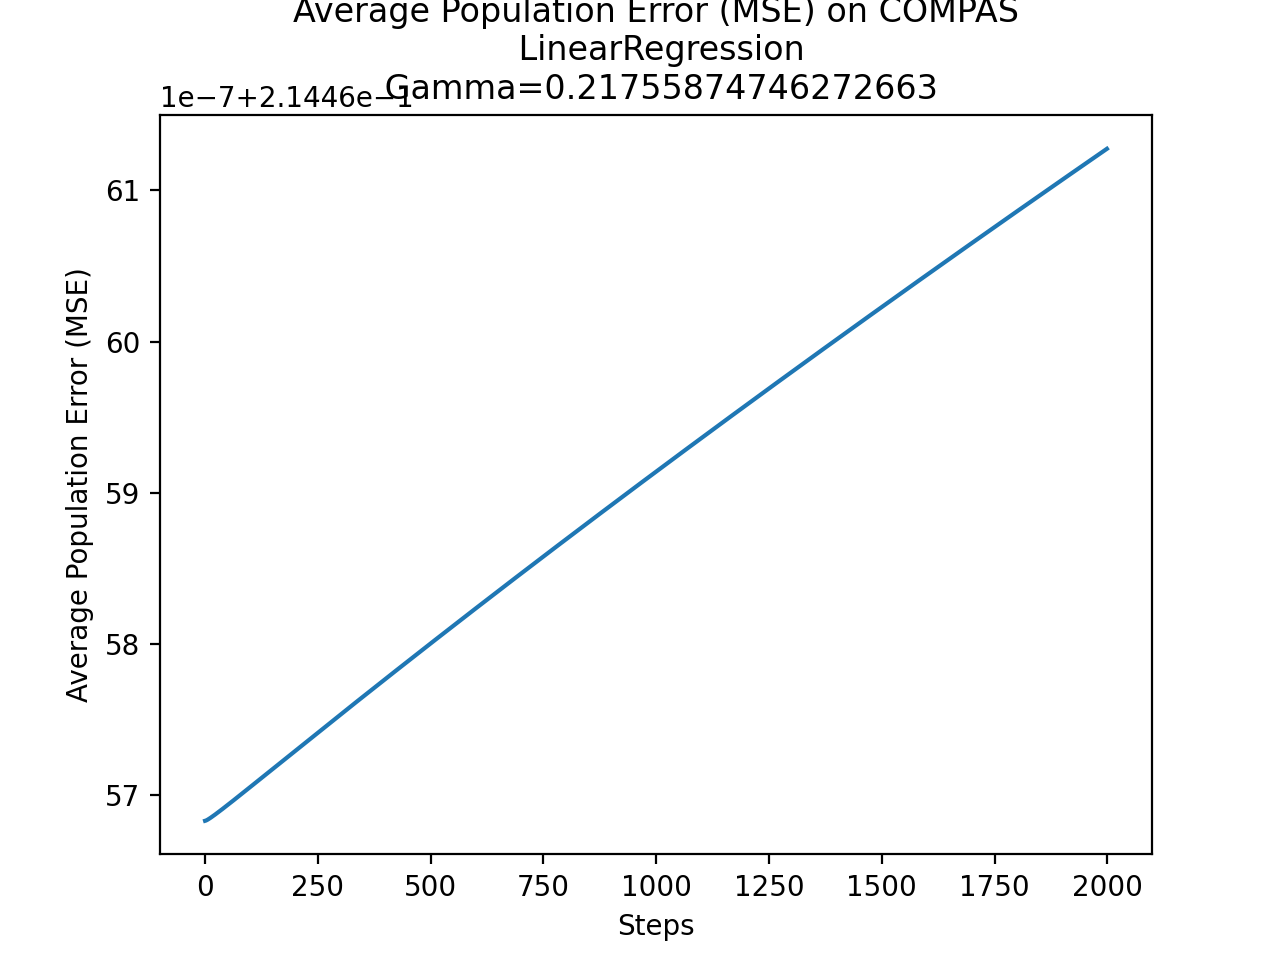 Average Population Error (MSE) on COMPAS
LinearRegression
Gamma=0.21755874746272663
1e−7+2.1446e−1
61
60
59
58
57
Average Population Error (MSE)
0 250 500 750 1000 1250 1500 1750 2000
Steps